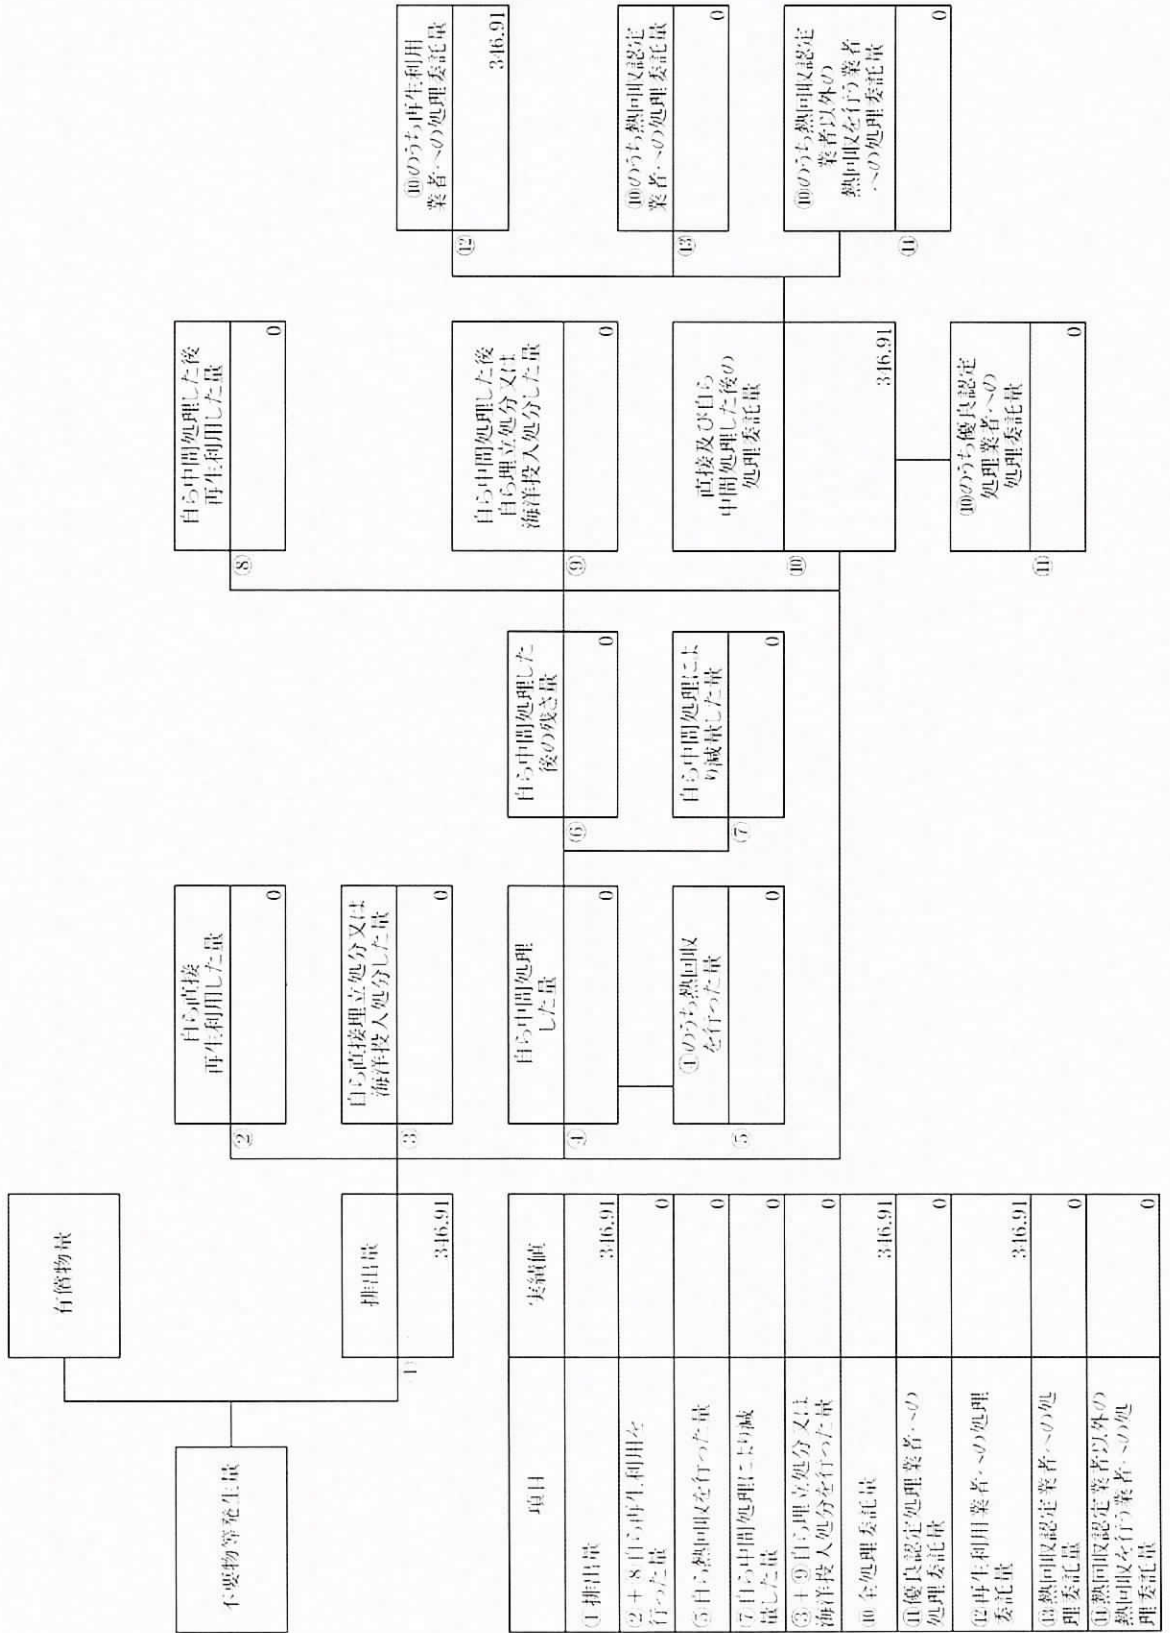 不要物等発生量
有償物量
排出量
①
346.91
自ら直接
再生利用した量
②
0
自ら直接埋立処分又は
海洋投入処分した量
③
0
自ら中間処理
した量
④
0
④のうち熱回収
を行った量
⑤
0
自ら中間処理した
後の残さ量
⑥
0
自ら中間処理によ
り減量した量
⑦
0
自ら中間処理した後
再生利用した量
⑧
0
自ら中間処理した後
自ら埋立処分又は
海洋投入処分した量
⑨
0
直接及び自ら
中間処理した後の
処理委託量
⑩
346.91
⑩のうち優良認定
処理業者への
処理委託量
⑪
0
⑩のうち再生利用
業者への処理委託量
⑫
346.91
⑩のうち熱回収認定
業者への処理委託量
⑬
0
⑩のうち熱回収認定
業者以外の
熱回収を行う業者
への処理委託量
⑭
0
項目 実績値
①排出量 346.91
②+⑧自ら再生利用を
行った量 0
⑤自ら熱回収を行った量 0
⑦自ら中間処理により減
量した量 0
③+⑨自ら埋立処分又は
海洋投入処分を行った量 0
⑩全処理委託量 346.91
⑪優良認定処理業者への
処理委託量 0
⑫再生利用業者への処理
委託量 346.91
⑬熱回収認定業者への処
理委託量 0
⑭熱回収認定業者以外の
熱回収を行う業者への処
理委託量 0